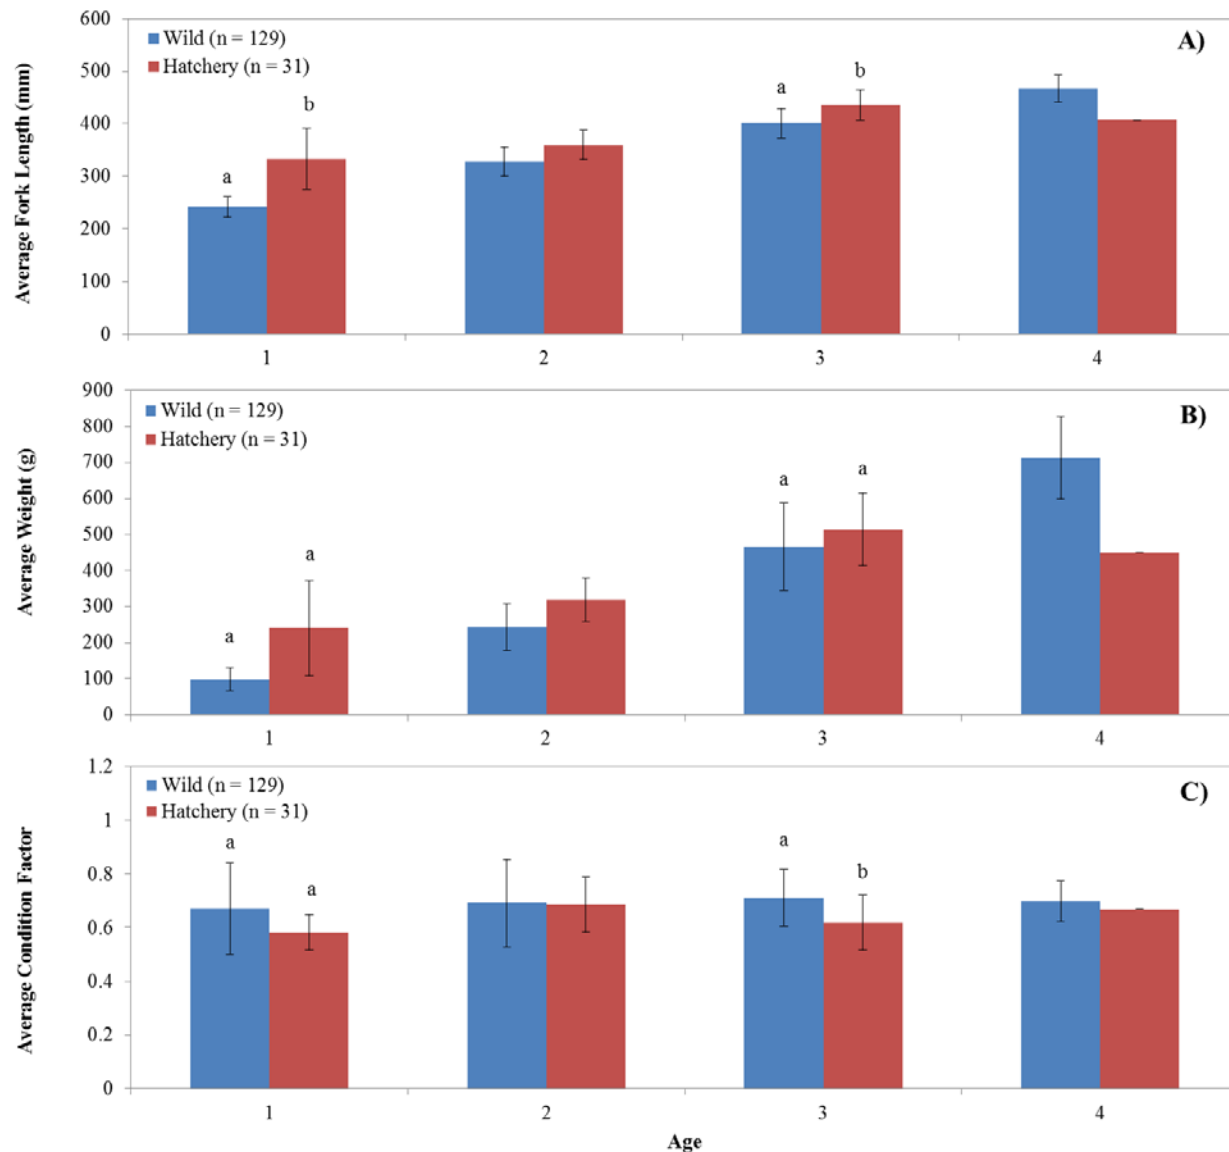 600
500
400
300
200
100
0
Average Fork Length (mm)
Wild (n = 129)
Hatchery (n = 31)
A)
a
b
a
b
1
2
3
4
900
800
700
600
500
400
300
200
100
0
Average Weight (g)
Wild (n = 129)
Hatchery (n = 31)
B)
a
a
a
a
1
2
3
4
1.2
1
0.8
0.6
0.4
0.2
0
Average Condition Factor
Wild (n = 129)
Hatchery (n = 31)
C)
a
a
a
b
1
2
3
4
Age